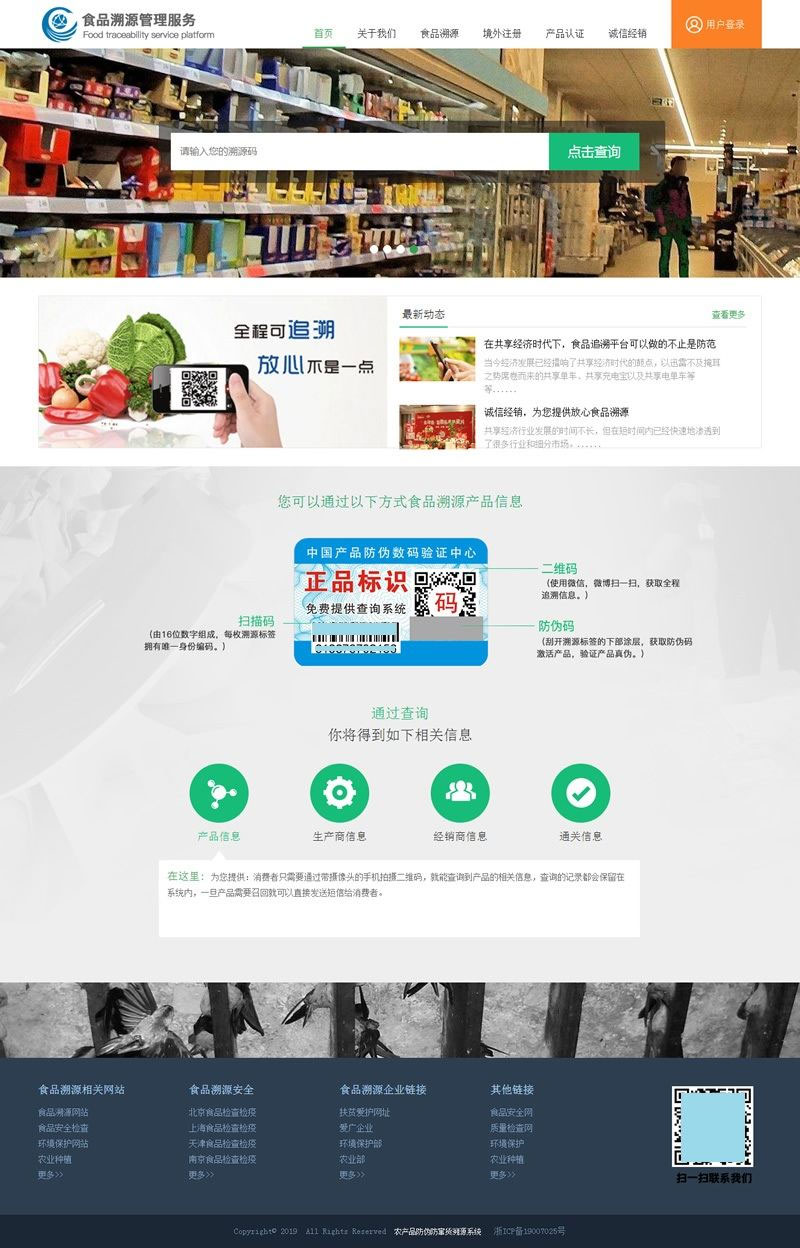 食品溯源管理服务
Food traceability service platform
首页 关于我们 食品溯源 境外注册 产品认证 诚信经销
用户登录
请输入您的溯源码 点击查询
全程可追溯
放心不是一点
最新动态 查看更多
在共享经济时代下，食品追溯平台可以做的不止是防范
当今经济发展已经播响了共享经济时代的鼓点，以迅雷不及掩耳
之势席卷而来的共享单车、共享充电宝以及共享电单车等
等......
诚信经销，为您提供放心食品溯源
共享经济行业发展的时间不长，但在短时间内已经快速地渗透到
了很多行业和细分市场。......
您可以通过以下方式食品溯源产品信息
中国产品防伪数码验证中心
正品标识
码
免费提供查询系统
二维码
（使用微信，微博扫一扫，获取全程
追溯信息。）
扫描码
（由16位数字组成，每枚溯源标签
拥有唯一身份编码。）
防伪码
（刮开溯源标签的下部涂层，获取防伪码
激活产品，验证产品真伪。）
通过查询
你将得到如下相关信息
产品信息 生产商信息 经销商信息 通关信息
在这里：为您提供：消费者只需要通过带摄像头的手机拍摄二维码，就能查询到产品的相关信息，查询的记录都会保留在
系统内，一旦产品需要召回就可以直接发送短信给消费者。
食品溯源相关网站
食品溯源网站
食品安全检查
环境保护网站
农业种植
更多>>
食品溯源安全
北京食品检查检疫
上海食品检查检疫
天津食品检查检疫
南京食品检查检疫
更多>>
食品溯源企业链接
扶贫爱护网址
爱广企业
环境保护部
农业部
更多>>
其他链接
食品安全网
质量检查网
环境保护
农业种植
更多>>
扫一扫联系我们
Copyright© 2019 All Rights Reserved 农产品防伪防窜货溯源系统 浙ICP备19007025号